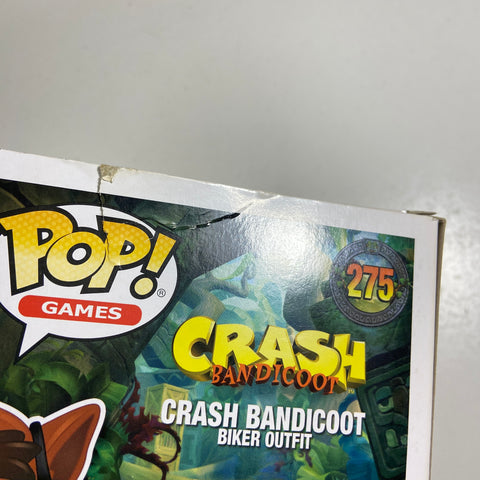 POP!
®
GAMES
275
CRASH
BANDICOOT
CRASH BANDICOOT
BIKER OUTFIT